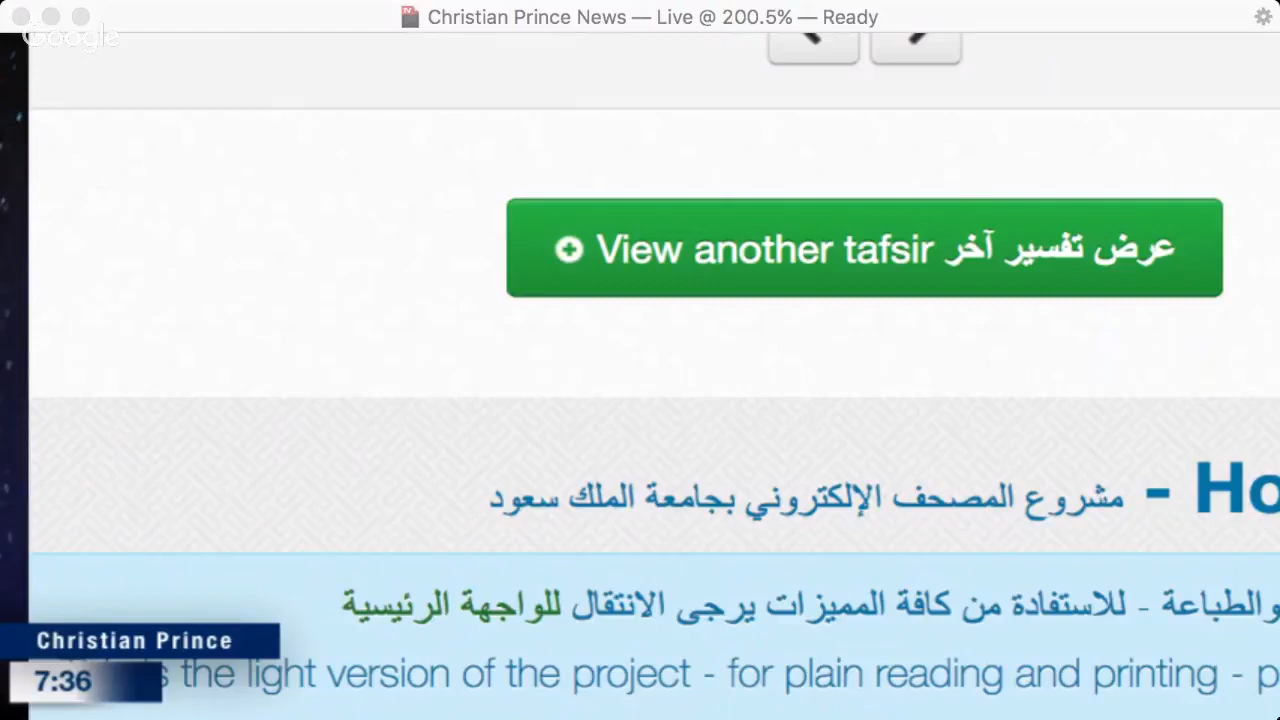 Christian Prince News — Live @ 200.5% — Ready
Google
View another tafsir عرض تفسير آخر
مشروع المصحف الإلكتروني بجامعة الملك سعود - Ho
والطباعة - للاستفادة من كافة المميزات يرجى الانتقال للواجهة الرئيسية
Christian Prince
s the light version of the project - for plain reading and printing - p
7:36